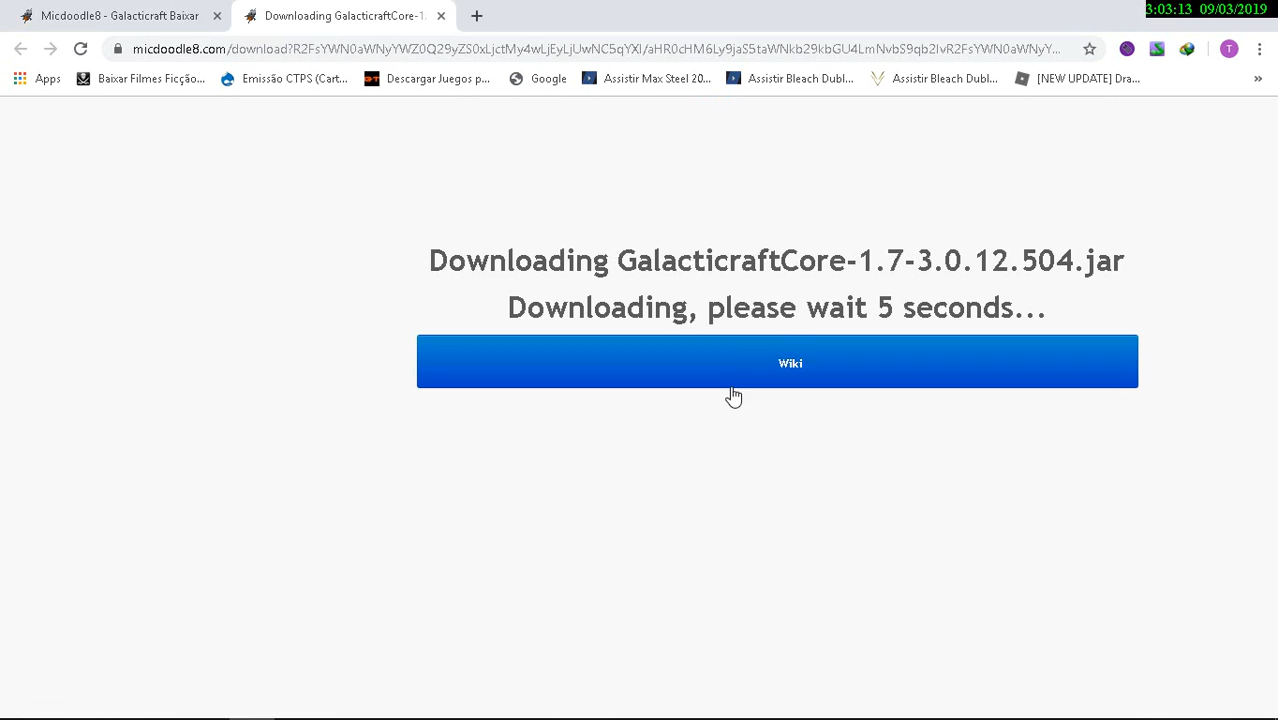 3:03:13 09/03/2019
Micdoodle8 - Galacticraft Baixar
Downloading GalacticraftCore-1.
micdoodle8.com/download?
T
Apps
Baixar Filmes Ficção...
Emissão CTPS (Cart...
Descargar Juegos p...
Google
Assistir Max Steel 20...
Assistir Bleach Dubl...
Assistir Bleach Dubl...
[NEW UPDATE] Dra...
»
Downloading GalacticraftCore-1.7-3.0.12.504.jar
Downloading, please wait 5 seconds...
Wiki